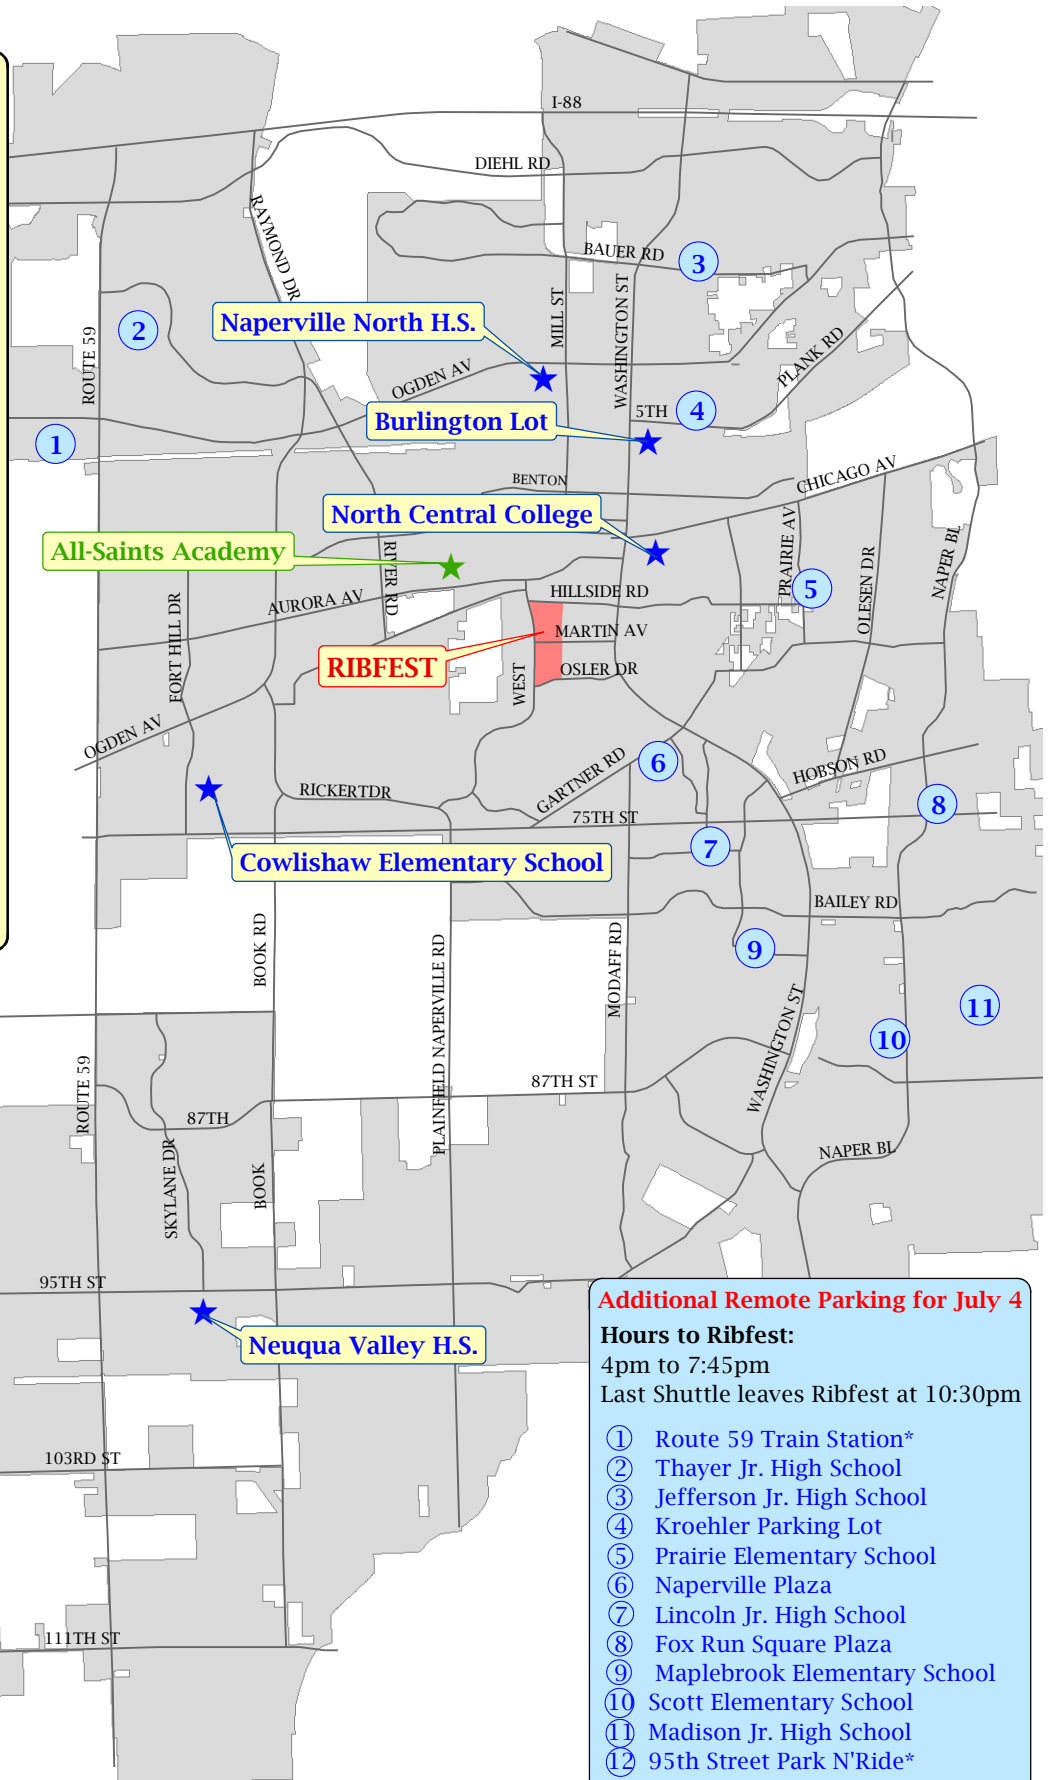 I-88
DIEHL RD
RAYMOND DR
BAUER RD
3
2
Naperville North H.S.
MILL ST
WASHINGTON ST
ROUTE 59
PLANK RD
OGDEN AV
5TH
4
Burlington Lot
1
CHICAGO AV
BENTON
North Central College
PRAIRIE AV
NAPER BL
All-Saints Academy
RIVER RD
OLESEN DR
HILLSIDE RD
5
AURORA AV
FORT HILL DR
MARTIN AV
RIBFEST
OSLER DR
WEST
OGDEN AV
6
HOBSON RD
GARTNER RD
RICKERTDR
8
75TH ST
7
Cowlishaw Elementary School
BAILEY RD
BOOK RD
PLAINFIELD NAPERVILLE RD
MODAFF RD
9
11
WASHINGTON ST
10
ROUTE 59
87TH ST
87TH
SKYLANE DR
BOOK
NAPER BL
95TH ST
Neuqua Valley H.S.
103RD ST
111TH ST
Additional Remote Parking for July 4
Hours to Ribfest:
4pm to 7:45pm
Last Shuttle leaves Ribfest at 10:30pm
1 Route 59 Train Station*
2 Thayer Jr. High School
3 Jefferson Jr. High School
4 Kroehler Parking Lot
5 Prairie Elementary School
6 Naperville Plaza
7 Lincoln Jr. High School
8 Fox Run Square Plaza
9 Maplebrook Elementary School
10 Scott Elementary School
11 Madison Jr. High School
12 95th Street Park N'Ride*